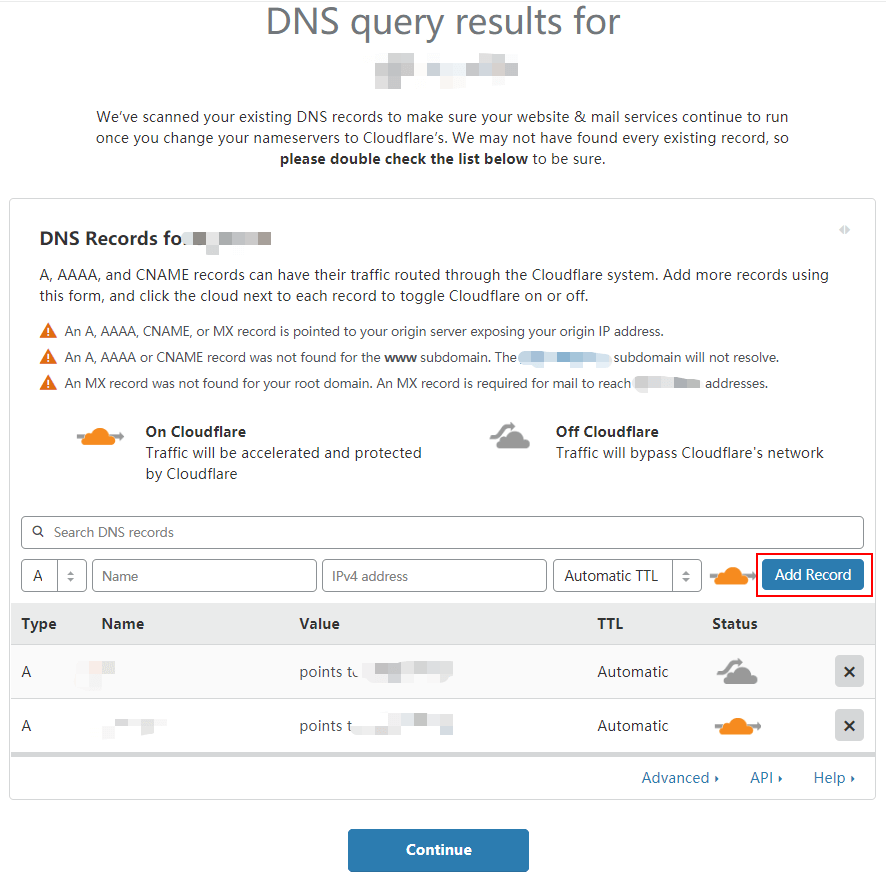 DNS query results for
We've scanned your existing DNS records to make sure your website & mail services continue to run
once you change your nameservers to Cloudflare's. We may not have found every existing record, so
please double check the list below to be sure.
DNS Records for
A, AAAA, and CNAME records can have their traffic routed through the Cloudflare system. Add more records using
this form, and click the cloud next to each record to toggle Cloudflare on or off.
An A, AAAA, CNAME, or MX record is pointed to your origin server exposing your origin IP address.
An A, AAAA or CNAME record was not found for the www subdomain. The subdomain will not resolve.
An MX record was not found for your root domain. An MX record is required for mail to reach addresses.
On Cloudflare
Traffic will be accelerated and protected
by Cloudflare
Off Cloudflare
Traffic will bypass Cloudflare's network
Search DNS records
A Name IPv4 address Automatic TTL Add Record
Type Name Value TTL Status
A points to Automatic
A points to Automatic
Advanced API Help
Continue